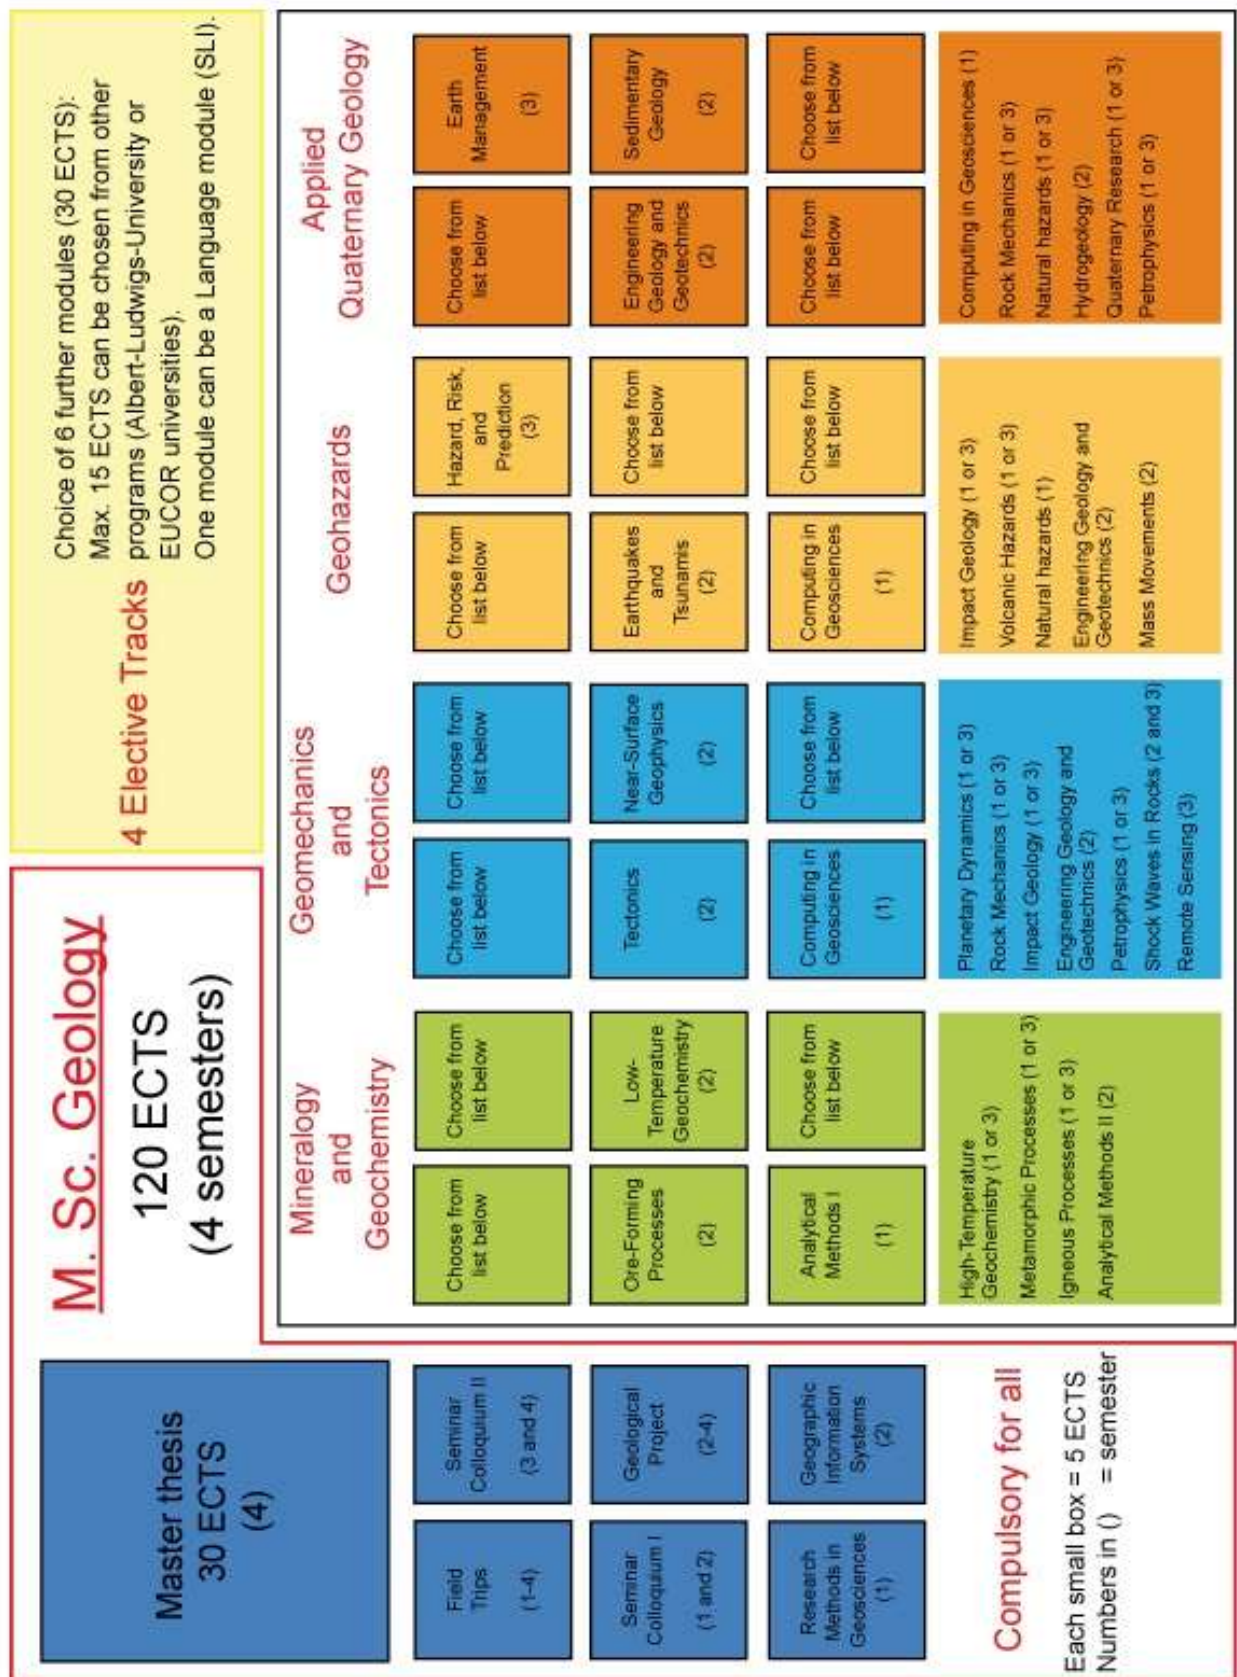 Master thesis
30 ECTS
(4)
Field
Trips
(1-4)
Seminar
Colloquium II
(3 and 4)
Seminar
Colloquium I
(1 and 2)
Geological
Project
(2-4)
Research
Methods in
Geosciences
(1)
Geographic
Information
Systems
(2)
Compulsory for all
Each small box = 5 ECTS
Numbers in () = semester
M. Sc. Geology
120 ECTS
(4 semesters)
4 Elective Tracks
Choice of 6 further modules (30 ECTS):
Max. 15 ECTS can be chosen from other
programs (Albert-Ludwigs-University or
EUCOR universities).
One module can be a Language module (SLI).
Mineralogy
and
Geochemistry
Choose from
list below
Choose from
list below
Ore-Forming
Processes
(2)
Low-
Temperature
Geochemistry
(2)
Analytical
Methods I
(1)
Choose from
list below
High-Temperature
Geochemistry (1 or 3)
Metamorphic Processes (1 or 3)
Igneous Processes (1 or 3)
Analytical Methods II (2)
Geomechanics
and
Tectonics
Choose from
list below
Choose from
list below
Tectonics
(2)
Near-Surface
Geophysics
(2)
Computing in
Geosciences
(1)
Choose from
list below
Planetary Dynamics (1 or 3)
Rock Mechanics (1 or 3)
Impact Geology (1 or 3)
Engineering Geology and
Geotechnics (2)
Petrophysics (1 or 3)
Shock Waves in Rocks (2 and 3)
Remote Sensing (3)
Geohazards
Choose from
list below
Hazard, Risk,
and
Prediction
(3)
Earthquakes
and
Tsunamis
(2)
Choose from
list below
Computing in
Geosciences
(1)
Choose from
list below
Impact Geology (1 or 3)
Volcanic Hazards (1 or 3)
Natural hazards (1)
Engineering Geology and
Geotechnics (2)
Mass Movements (2)
Applied
Quaternary Geology
Choose from
list below
Earth
Management
(3)
Engineering
Geology and
Geotechnics
(2)
Sedimentary
Geology
(2)
Choose from
list below
Choose from
list below
Computing in Geosciences (1)
Rock Mechanics (1 or 3)
Natural hazards (1 or 3)
Hydrogeology (2)
Quaternary Research (1 or 3)
Petrophysics (1 or 3)